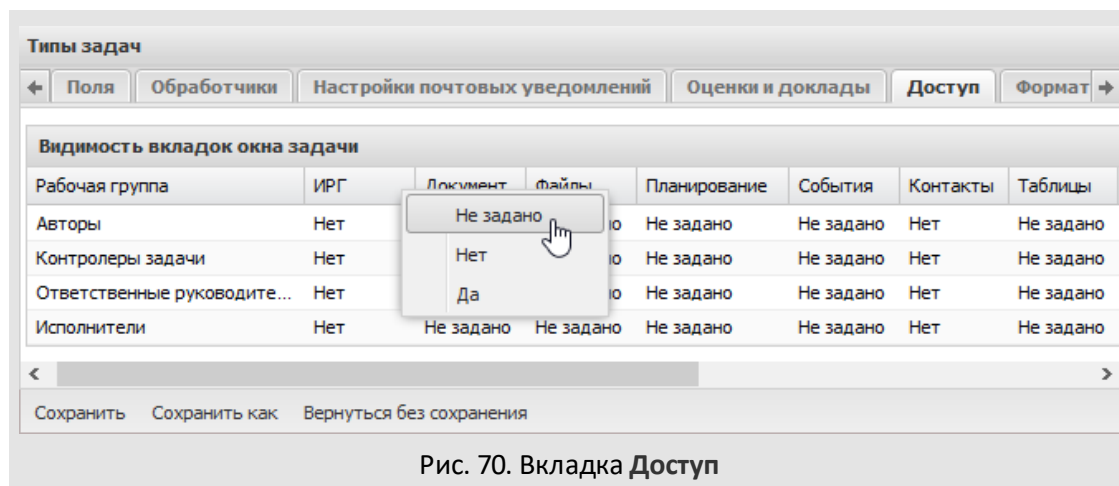 Типы задач
Поля Обработчики Настройки почтовых уведомлений Оценки и доклады Доступ Формат
Видимость вкладок окна задачи
Рабочая группа ИРГ Документ Файлы Планирование События Контакты Таблицы
Авторы Нет Не задано Не задано Не задано Нет Не задано
Контролеры задачи Нет Нет Не задано Не задано Нет Не задано
Ответственные руководите... Нет Да Не задано Не задано Нет Не задано
Исполнители Нет Не задано Не задано Не задано Не задано Нет Не задано
Сохранить Сохранить как Вернуться без сохранения
Рис. 70. Вкладка Доступ